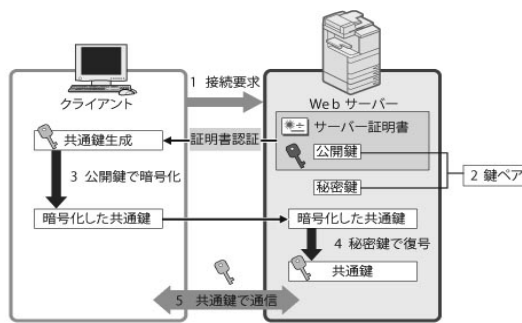 1 接続要求
クライアント
Webサーバー
サーバー証明書
共通鍵生成
証明書認証
公開鍵
3 公開鍵で暗号化
秘密鍵
2 鍵ペア
暗号化した共通鍵
暗号化した共通鍵
4 秘密鍵で復号
共通鍵
5 共通鍵で通信